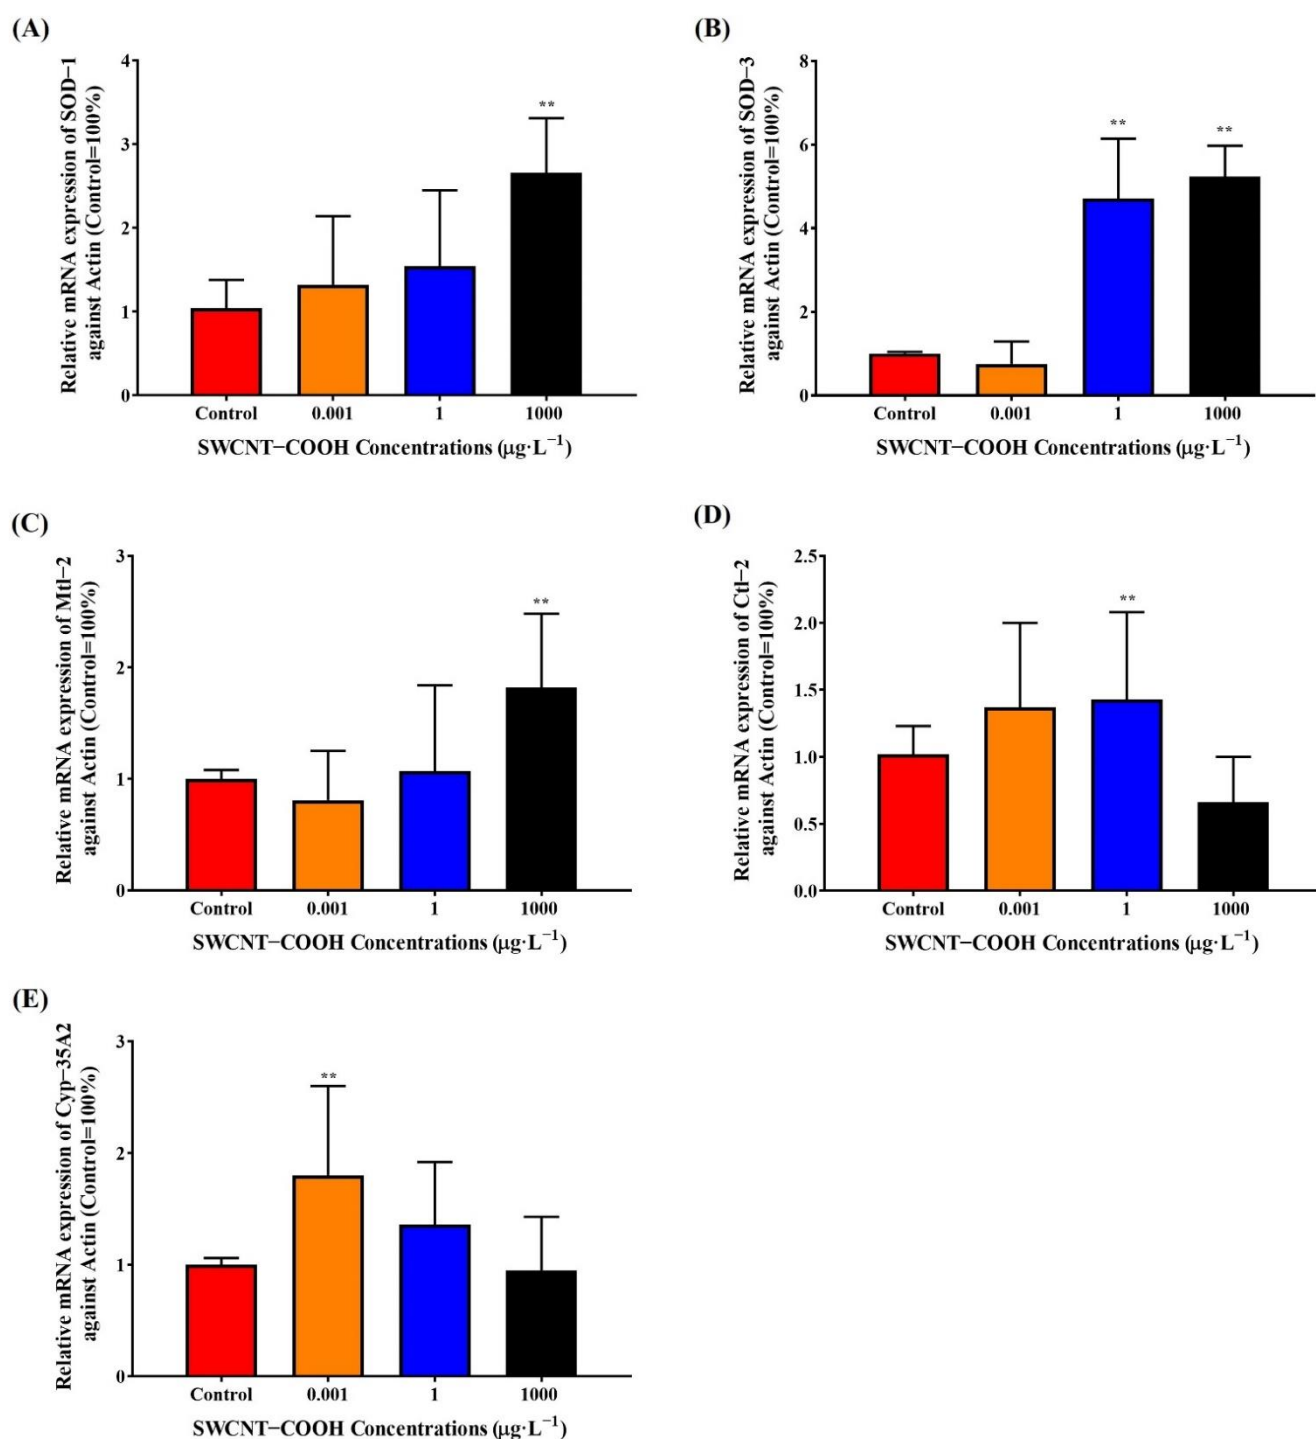 (A)
Relative mRNA expression of SOD−1
against Actin (Control=100%)
4
3
2
1
0
**
Control 0.001 1 1000
SWCNT−COOH Concentrations (μg·L⁻¹)
(B)
Relative mRNA expression of SOD−3
against Actin (Control=100%)
8
6
4
2
0
**
**
Control 0.001 1 1000
SWCNT−COOH Concentrations (μg·L⁻¹)
(C)
Relative mRNA expression of Mtl−2
against Actin (Control=100%)
3
2
1
0
**
Control 0.001 1 1000
SWCNT−COOH Concentrations (μg·L⁻¹)
(D)
Relative mRNA expression of Ctl−2
against Actin (Control=100%)
2.5
2.0
1.5
1.0
0.5
0.0
**
Control 0.001 1 1000
SWCNT−COOH Concentrations (μg·L⁻¹)
(E)
Relative mRNA expression of Cyp−35A2
against Actin (Control=100%)
3
2
1
0
**
Control 0.001 1 1000
SWCNT−COOH Concentrations (μg·L⁻¹)